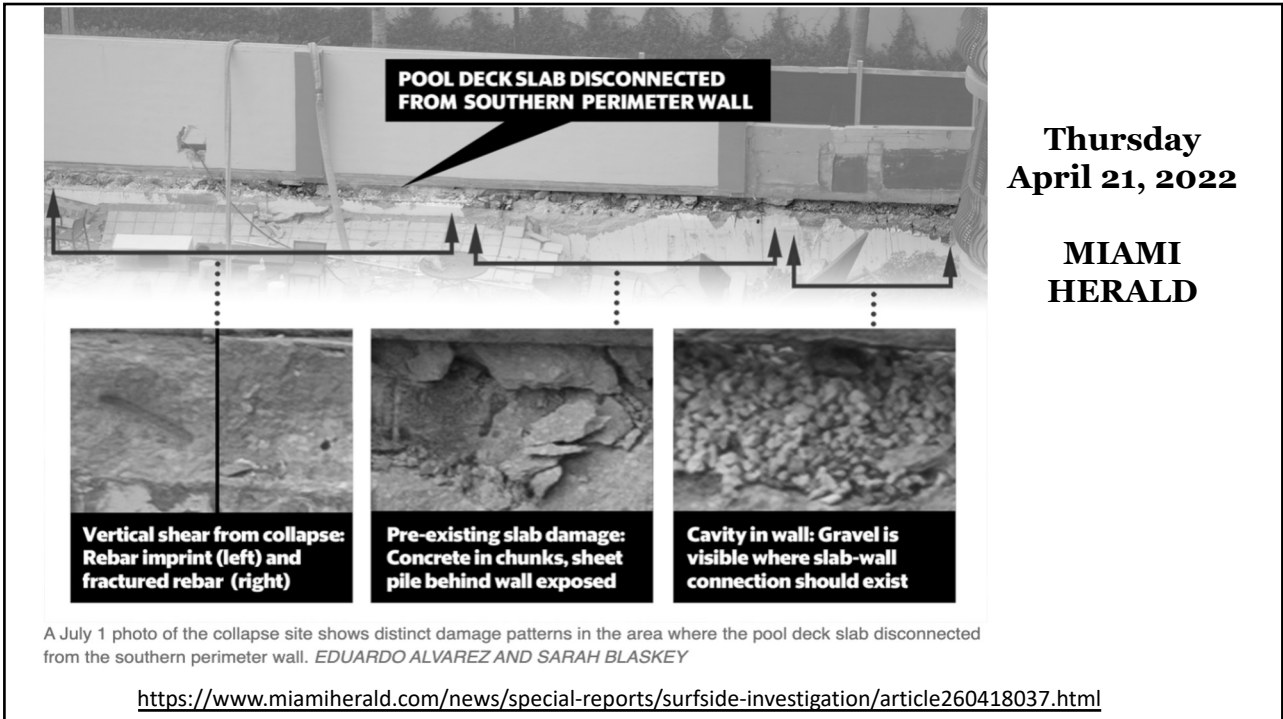 POOL DECK SLAB DISCONNECTED
FROM SOUTHERN PERIMETER WALL
Thursday
April 21, 2022
MIAMI
HERALD
Vertical shear from collapse:
Rebar imprint (left) and
fractured rebar (right)
Pre-existing slab damage:
Concrete in chunks, sheet
pile behind wall exposed
Cavity in wall: Gravel is
visible where slab-wall
connection should exist
A July 1 photo of the collapse site shows distinct damage patterns in the area where the pool deck slab disconnected
from the southern perimeter wall. EDUARDO ALVAREZ AND SARAH BLASKEY
https://www.miamiherald.com/news/special-reports/surfside-investigation/article260418037.html